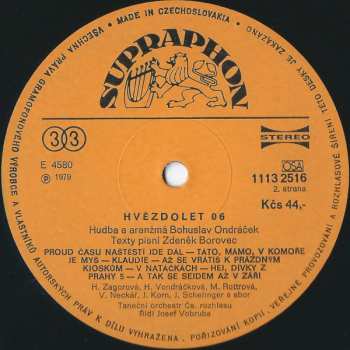 VŠECHNA PRÁVA GRAMOFONOVÉHO VÝROBCE A VLASTNÍKŮ AUTORSKÝCH PRÁV K DÍLU VYHRAŽENA. POŘIZOVÁNÍ KOPIÍ, VEŘEJNÉ PROVOZOVÁNÍ A ROZHLASOVÉ ŠÍŘENÍ TÉTO DESKY JE ZAKÁZÁNO
• MADE IN CZECHOSLOVAKIA •
SUPRAPHON
33
STEREO
E 4580
℗ 1979
OSA
1113 2516
2. strana
Kčs 44,-
HVĚZDOLET 06
Hudba a aranžmá Bohuslav Ondráček
Texty písní Zdeněk Borovec
PROUD ČASU NAŠTĚSTÍ JDE DÁL – TÁTO, MÁMO, V KOMOŘE
JE MYŠ – KLAUDIE – AŽ SE VRÁTÍŠ K PRÁZDNÝM
KIOSKŮM – V NATÁČKÁCH – HEJ, DÍVKY Z
PRAHY 5 – A TAK SE SEJDEM AŽ V ZÁŘÍ
H. Zagorová, H. Vondráčková, M. Rottrová,
V. Neckář, J. Korn, J. Schelinger a sbor
Taneční orchestr Čs. rozhlasu
řídí Josef Vobruba